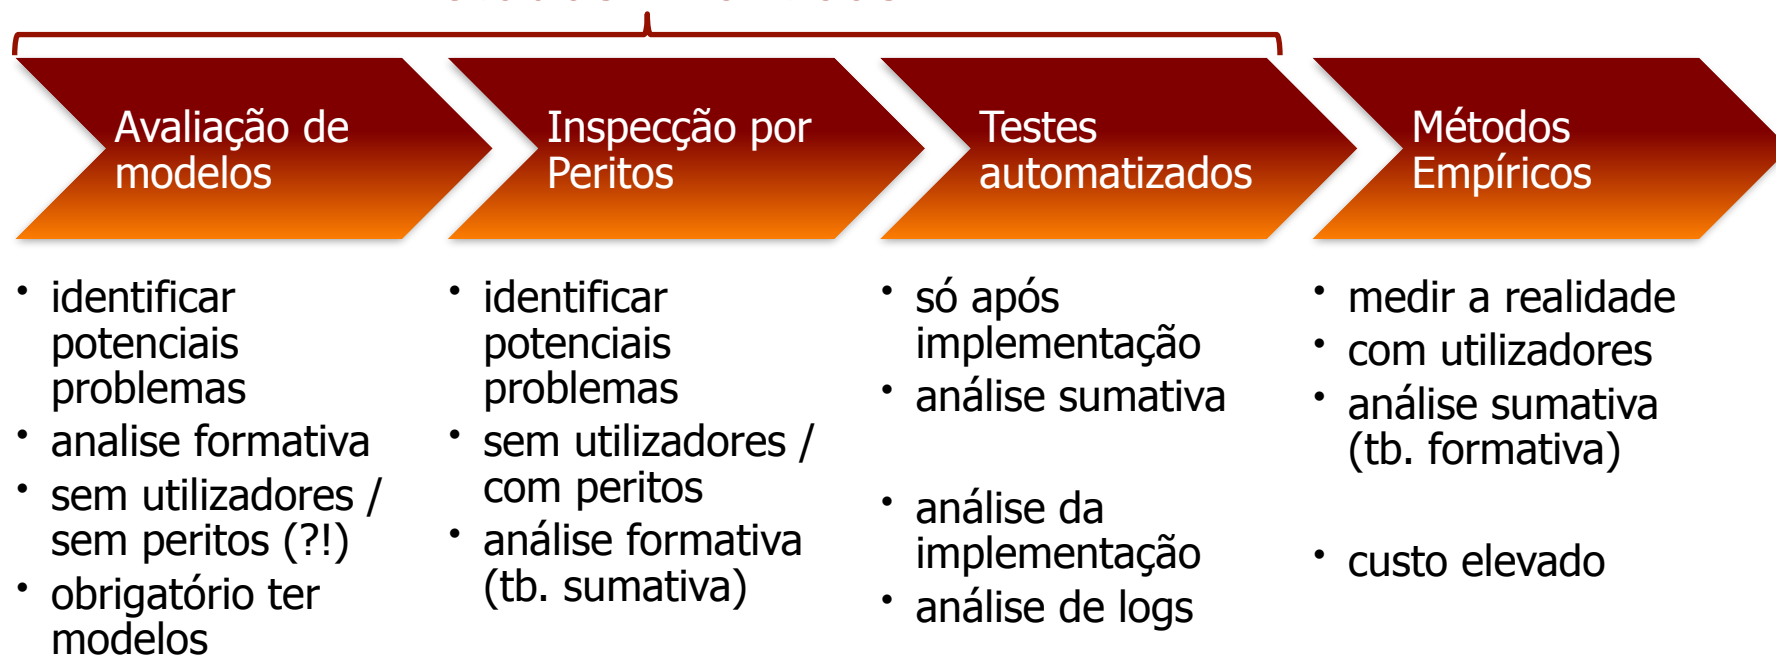 Avaliação de
modelos
Inspecção por
Peritos
Testes
automatizados
Métodos
Empíricos
• identificar
potenciais
problemas
• analise formativa
• sem utilizadores /
sem peritos (?!)
• obrigatório ter
modelos
• identificar
potenciais
problemas
• sem utilizadores /
com peritos
• análise formativa
(tb. sumativa)
• só após
implementação
• análise sumativa
• análise da
implementação
• análise de logs
• medir a realidade
• com utilizadores
• análise sumativa
(tb. formativa)
• custo elevado